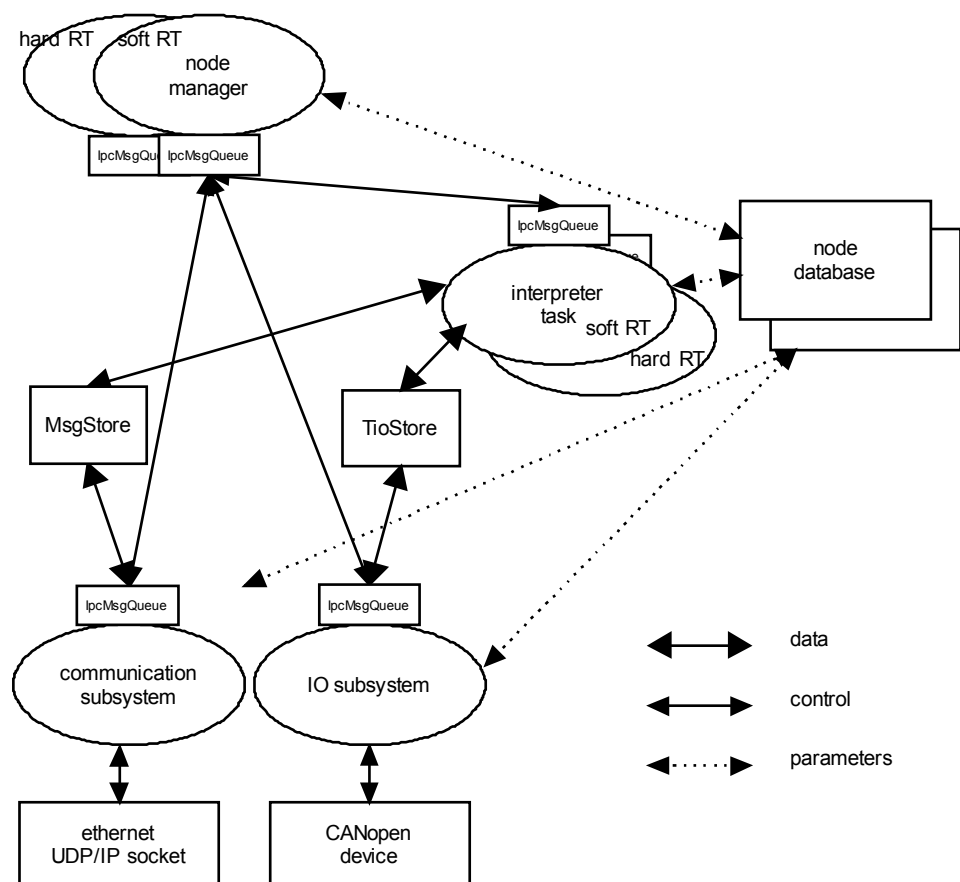 hard RT
soft RT
node
manager
IpcMsgQu
IpcMsgQueue
IpcMsgQueue
node
database
interpreter
task
soft RT
hard RT
MsgStore
TioStore
IpcMsgQueue
IpcMsgQueue
communication
subsystem
IO subsystem
data
control
parameters
ethernet
UDP/IP socket
CANopen
device